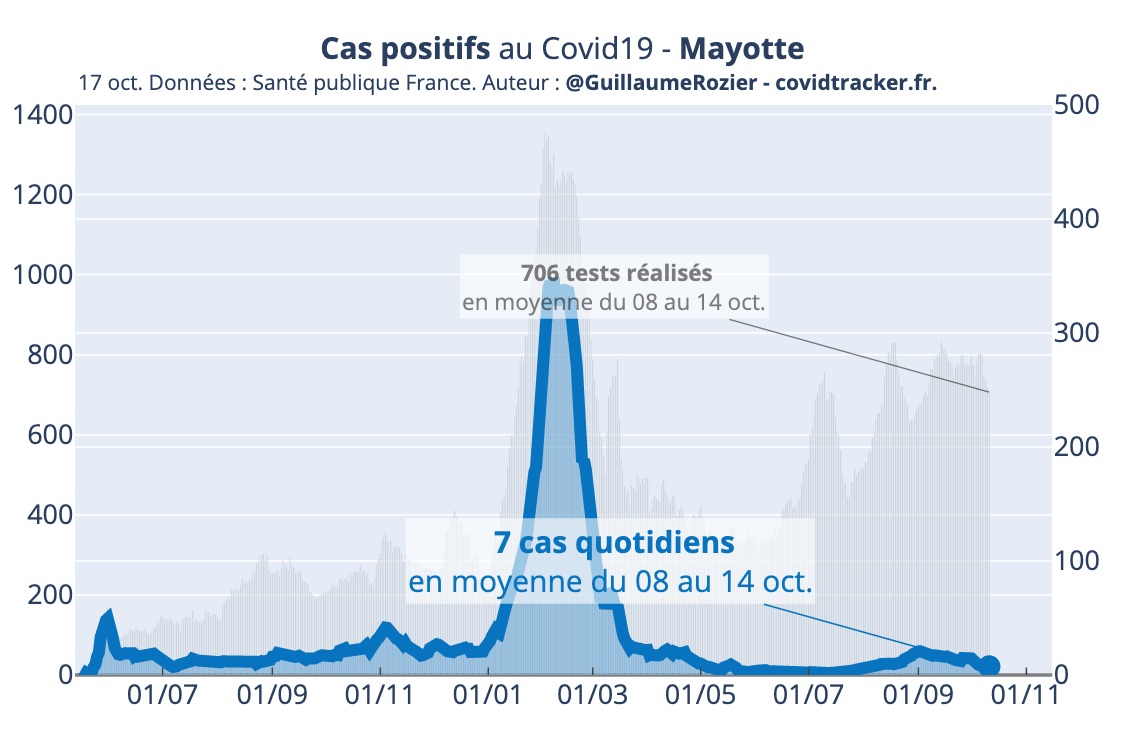 Cas positifs au Covid19 - Mayotte
17 oct. Données : Santé publique France. Auteur : @GuillaumeRozier - covidtracker.fr.
1400
1200
1000
800
600
400
200
0
500
400
300
200
100
0
706 tests réalisés
en moyenne du 08 au 14 oct.
7 cas quotidiens
en moyenne du 08 au 14 oct.
01/07 01/09 01/11 01/01 01/03 01/05 01/07 01/09 01/11